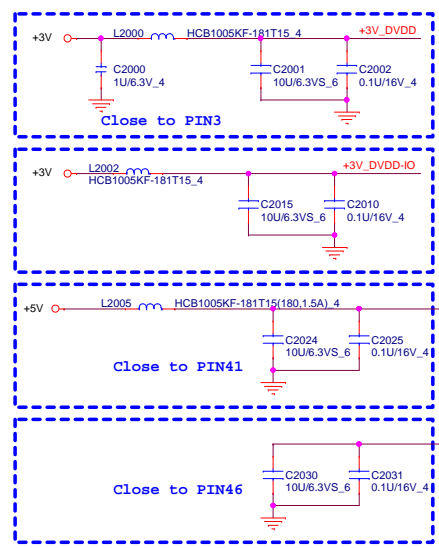 +3V L2000 HCB1005KF-181T15_4 +3V_DVDD
C2000 C2001 C2002
1U/6.3V_4 10U/6.3VS_6 0.1U/16V_4
Close to PIN3
+3V L2002 +3V_DVDD-IO
HCB1005KF-181T15_4
C2015 C2010
10U/6.3VS_6 0.1U/16V_4
+5V L2005 HCB1005KF-181T15(180,1.5A)_4
C2024 C2025
10U/6.3VS_6 0.1U/16V_4
Close to PIN41
C2030 C2031
10U/6.3VS_6 0.1U/16V_4
Close to PIN46